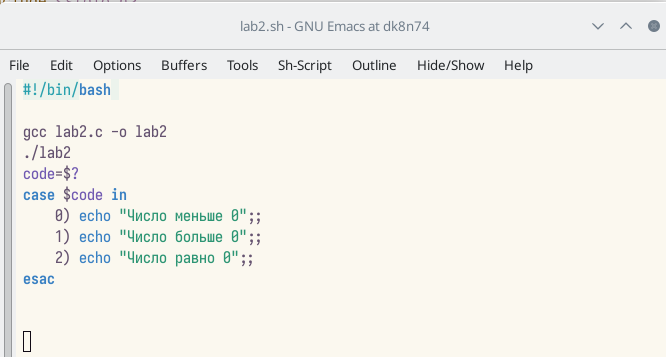 lab2.sh - GNU Emacs at dk8n74
File Edit Options Buffers Tools Sh-Script Outline Hide/Show Help
#!/bin/bash
gcc lab2.c -o lab2
./lab2
code=$?
case $code in
    0) echo "Число меньше 0";;
    1) echo "Число больше 0";;
    2) echo "Число равно 0";;
esac